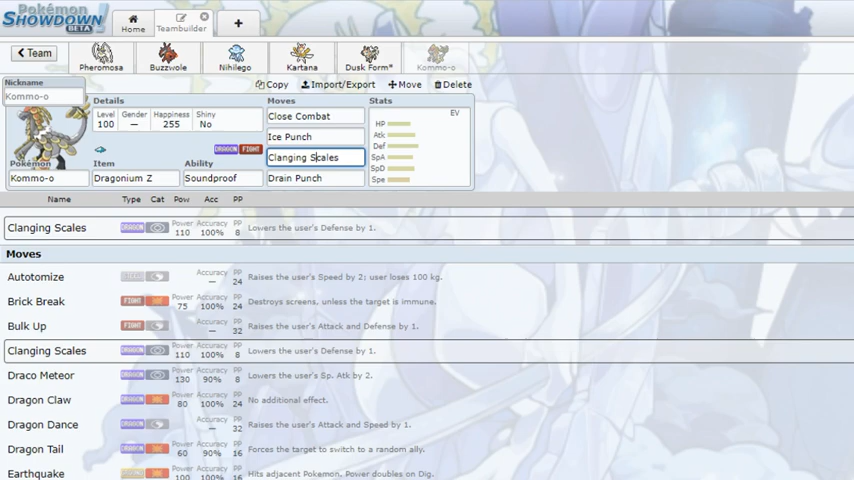 Pokémon
SHOWDOWN
BETA
Home
Teambuilder
+
< Team
Pheromosa
Buzzwole
Nihilego
Kartana
Dusk Form*
Kommo-o
Nickname
Kommo-o
Copy Import/Export Move Delete
Details
Level Gender Happiness Shiny
100 — 255 No
DRAGON FIGHT
Pokémon
Kommo-o
Item
Dragonium Z
Ability
Soundproof
Moves
Close Combat
Ice Punch
Clanging Scales
Drain Punch
Stats
EV
HP
Atk
Def
SpA
SpD
Spe
Name Type Cat Pow Acc PP
Clanging Scales DRAGON Power 110 Accuracy 100% PP 8 Lowers the user's Defense by 1.
Moves
Autotomize Accuracy — PP 24 Raises the user's Speed by 2; user loses 100 kg.
Brick Break FIGHT Power 75 Accuracy 100% PP 24 Destroys screens, unless the target is immune.
Bulk Up FIGHT Accuracy — PP 32 Raises the user's Attack and Defense by 1.
Clanging Scales DRAGON Power 110 Accuracy 100% PP 8 Lowers the user's Defense by 1.
Draco Meteor DRAGON Power 130 Accuracy 90% PP 8 Lowers the user's Sp. Atk by 2.
Dragon Claw DRAGON Power 80 Accuracy 100% PP 24 No additional effect.
Dragon Dance DRAGON Accuracy — PP 32 Raises the user's Attack and Speed by 1.
Dragon Tail DRAGON Power 60 Accuracy 90% PP 16 Forces the target to switch to a random ally.
Earthquake Power 100 Accuracy 100% PP 16 Hits adjacent Pokemon. Power doubles on Dig.